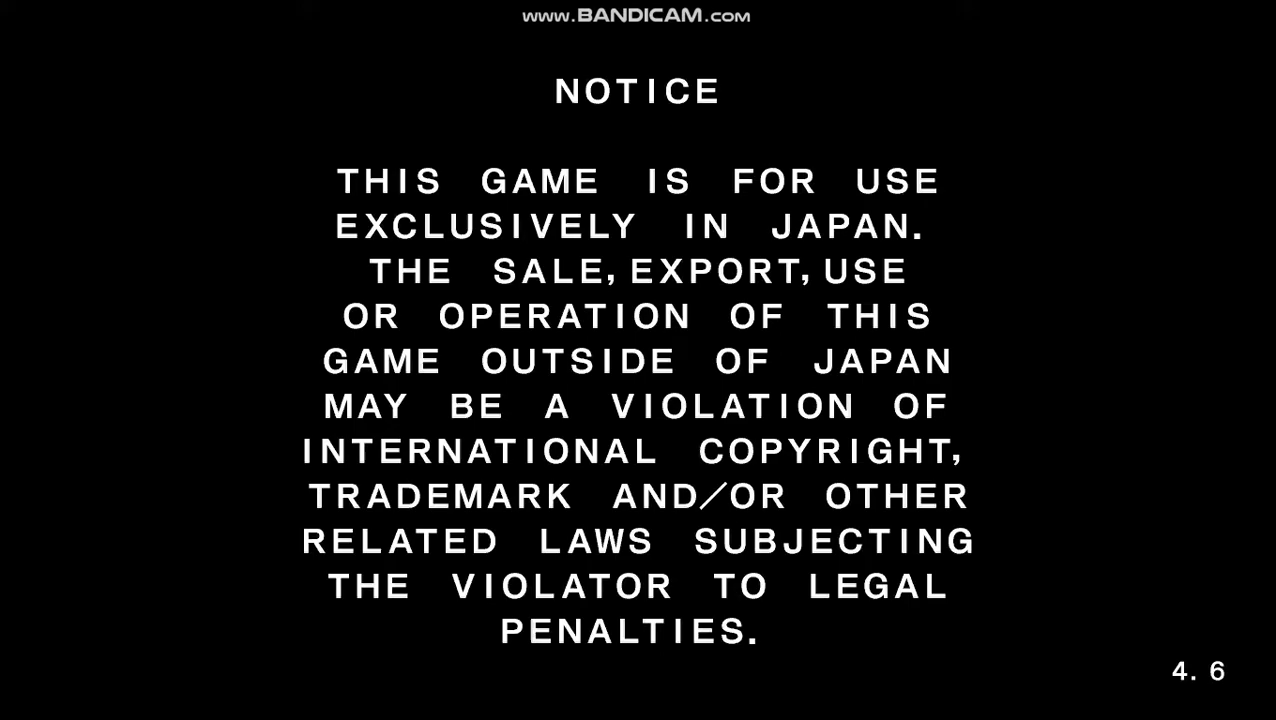 www.BANDICAM.com
NOTICE
THIS GAME IS FOR USE
EXCLUSIVELY IN JAPAN.
THE SALE, EXPORT, USE
OR OPERATION OF THIS
GAME OUTSIDE OF JAPAN
MAY BE A VIOLATION OF
INTERNATIONAL COPYRIGHT,
TRADEMARK AND/OR OTHER
RELATED LAWS SUBJECTING
THE VIOLATOR TO LEGAL
PENALTIES.
4. 6